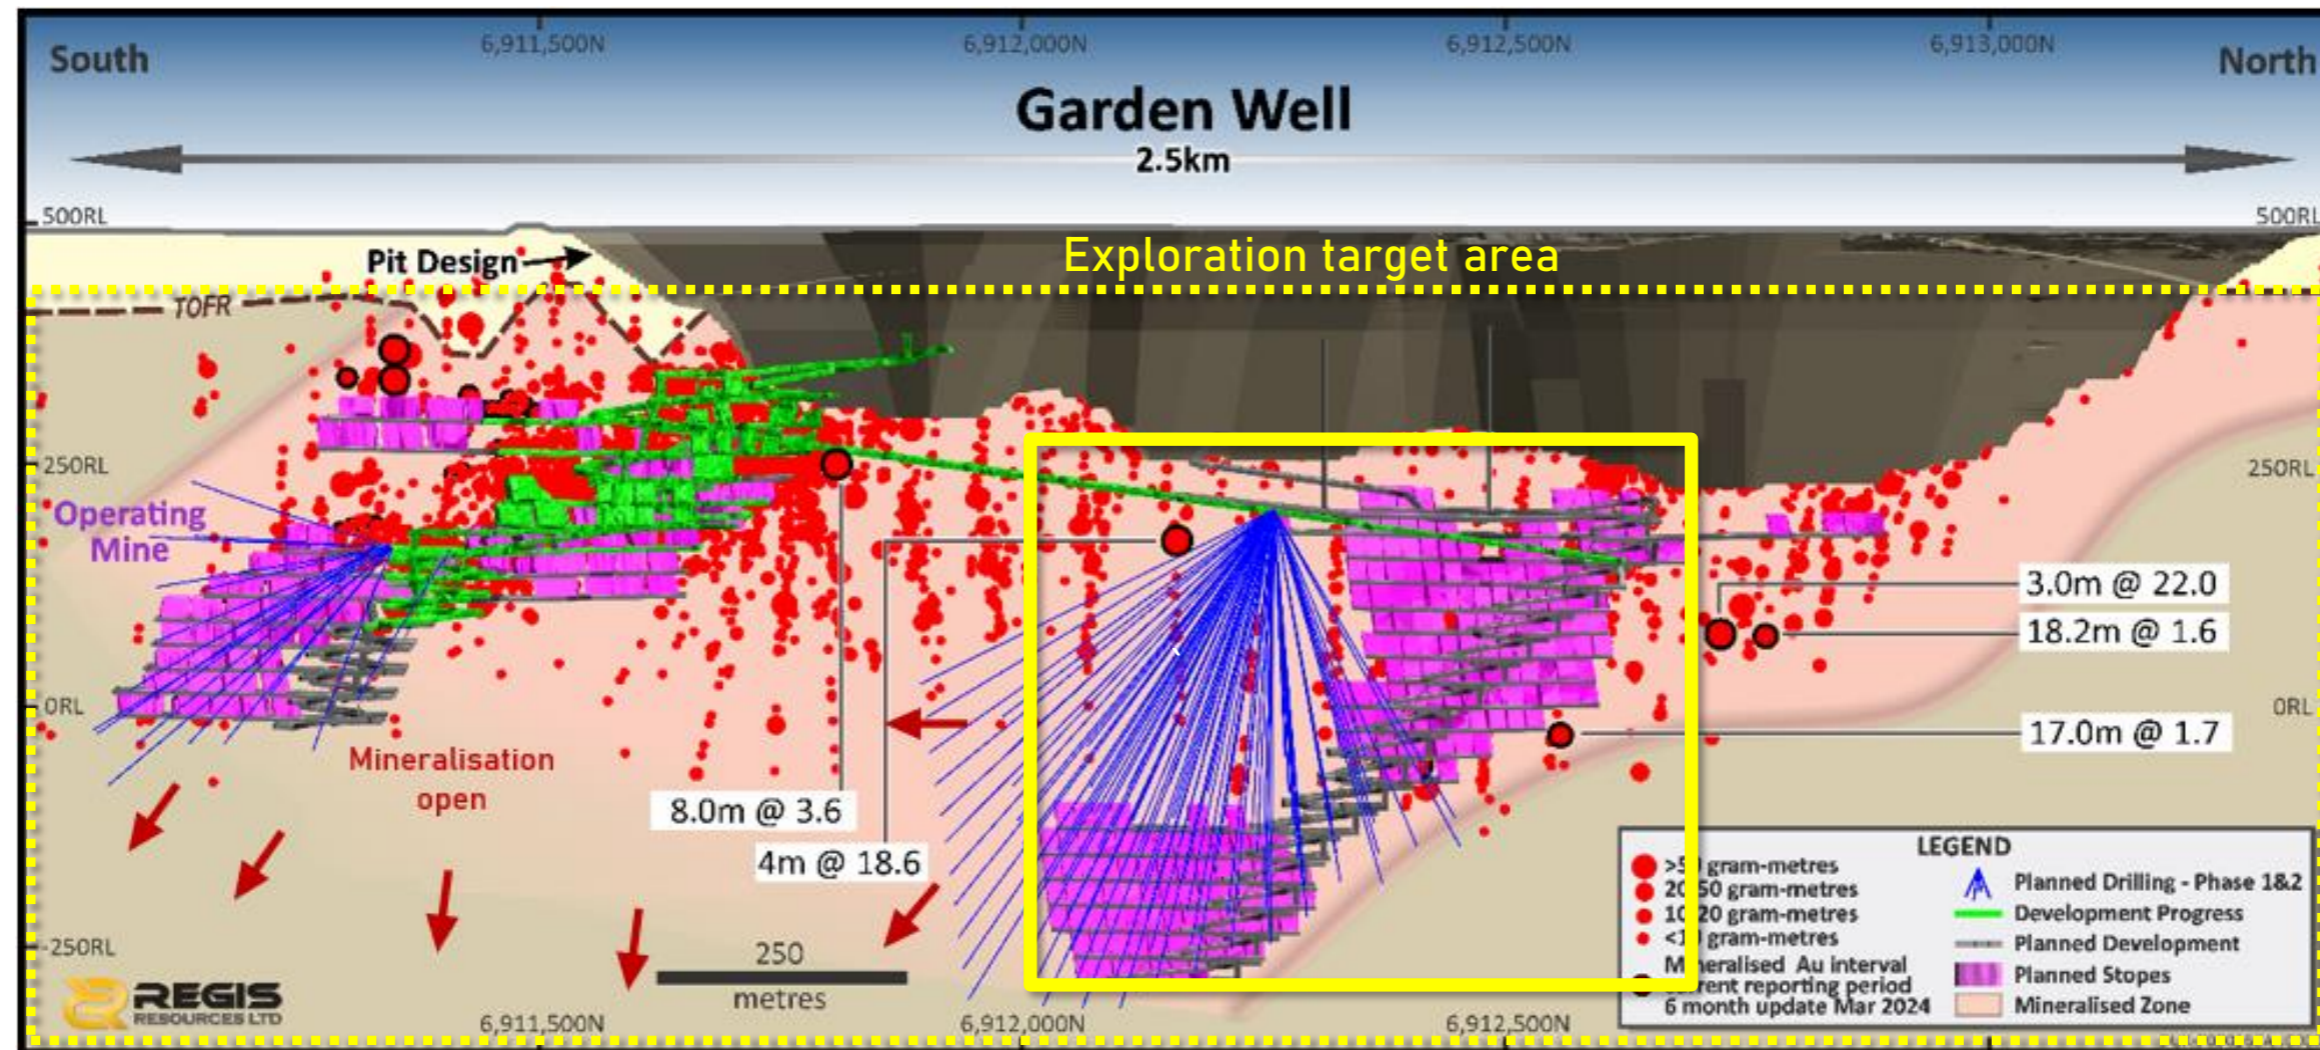 6,911,500N
6,912,000N
6,912,500N
6,913,000N
South
North
Garden Well
2.5km
500RL
500RL
Pit Design
Exploration target area
TOFR
250RL
250RL
Operating
Mine
3.0m @ 22.0
18.2m @ 1.6
0RL
0RL
17.0m @ 1.7
Mineralisation
open
8.0m @ 3.6
4m @ 18.6
-250RL
250
metres
REGIS
RESOURCES LTD
6,911,500N
6,912,000N
6,912,500N
LEGEND
gram-metres
gram-metres
gram-metres
gram-metres
Au interval
reporting period
6 month update Mar 2024
Planned Drilling - Phase 1&2
Development Progress
Planned Development
Planned Stopes
Mineralised Zone